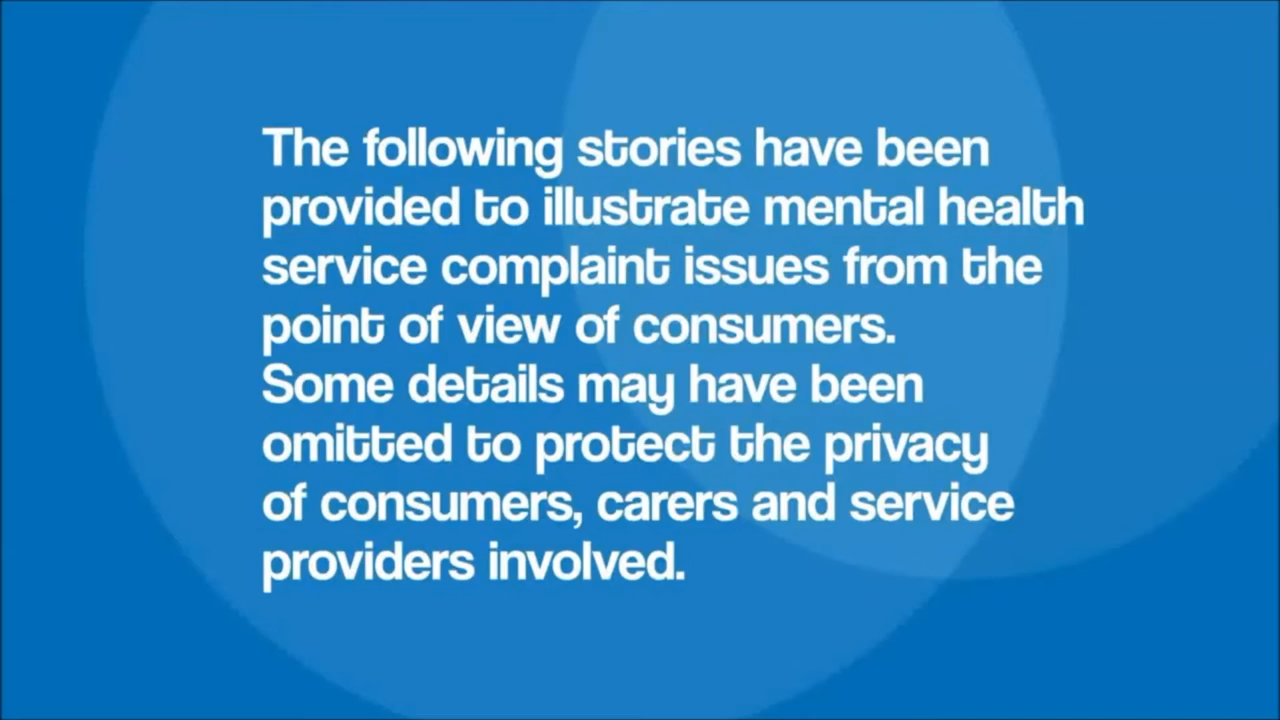 The following stories have been
provided to illustrate mental health
service complaint issues from the
point of view of consumers.
Some details may have been
omitted to protect the privacy
of consumers, carers and service
providers involved.